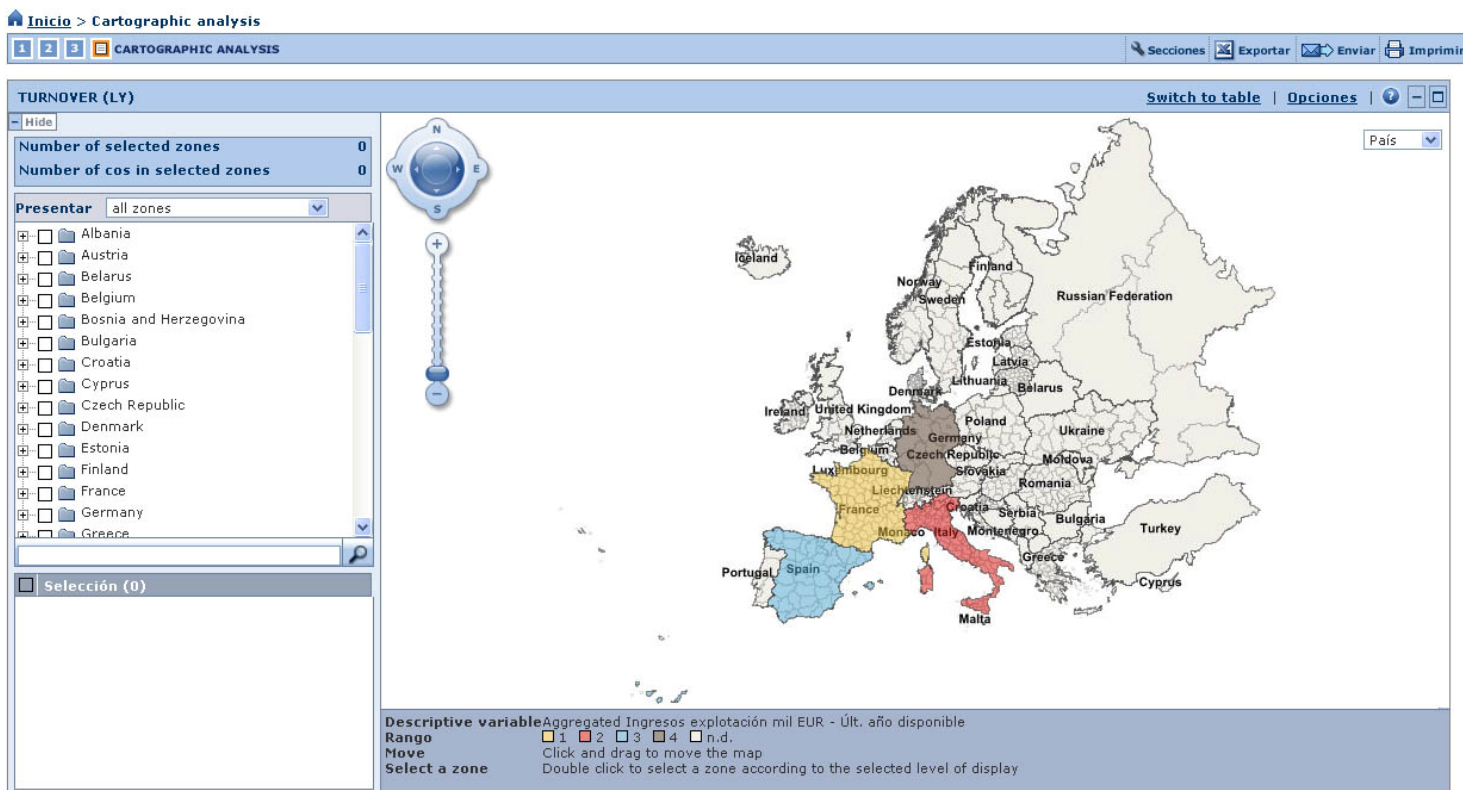 Inicio > Cartographic analysis
1 2 3 CARTOGRAPHIC ANALYSIS Secciones Exportar Enviar Imprimir
TURNOVER (LY) Switch to table | Opciones |
Hide
Number of selected zones 0
Number of cos in selected zones 0
Presentar all zones
Albania
Austria
Belarus
Belgium
Bosnia and Herzegovina
Bulgaria
Croatia
Cyprus
Czech Republic
Denmark
Estonia
Finland
France
Germany
Greece
Selección (0)
N
W E
S
País
Iceland
Finland
Norway
Sweden
Russian Federation
Estonia
Latvia
Lithuania
Belarus
Denmark
Ireland
United Kingdom
Netherlands
Poland
Germany
Ukraine
Belgium
Czech Republic
Luxembourg
Slovakia
Moldova
Liechtenstein
Romania
France
Croatia
Serbia
Bulgaria
Monaco
Italy
Montenegro
Turkey
Greece
Portugal
Spain
Cyprus
Malta
Descriptive variable Aggregated Ingresos explotación mil EUR - Últ. año disponible
Rango 1 2 3 4 n.d.
Move Click and drag to move the map
Select a zone Double click to select a zone according to the selected level of display